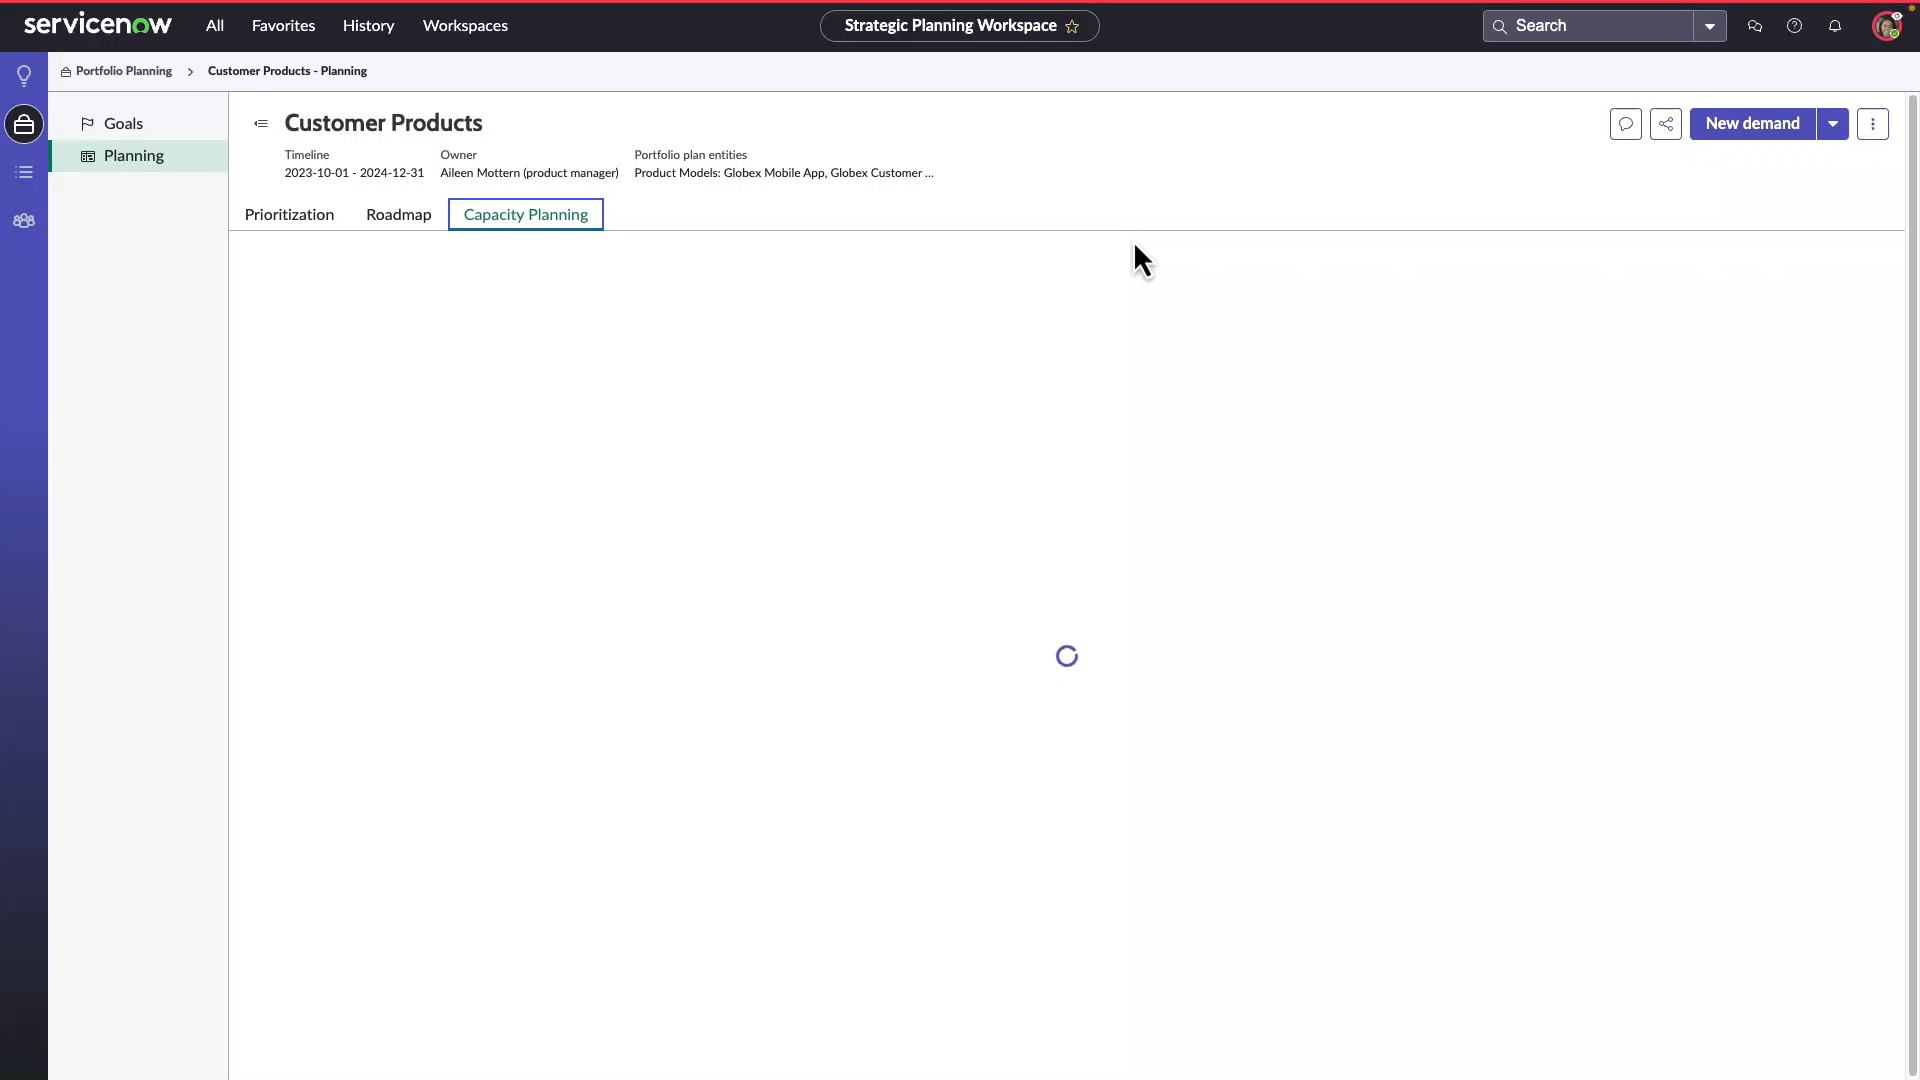 servicenow All Favorites History Workspaces Strategic Planning Workspace Search
Portfolio Planning > Customer Products - Planning
Goals
Planning
Customer Products
New demand
Timeline Owner Portfolio plan entities
2023-10-01 - 2024-12-31 Aileen Mottern (product manager) Product Models: Globex Mobile App, Globex Customer ...
Prioritization Roadmap Capacity Planning